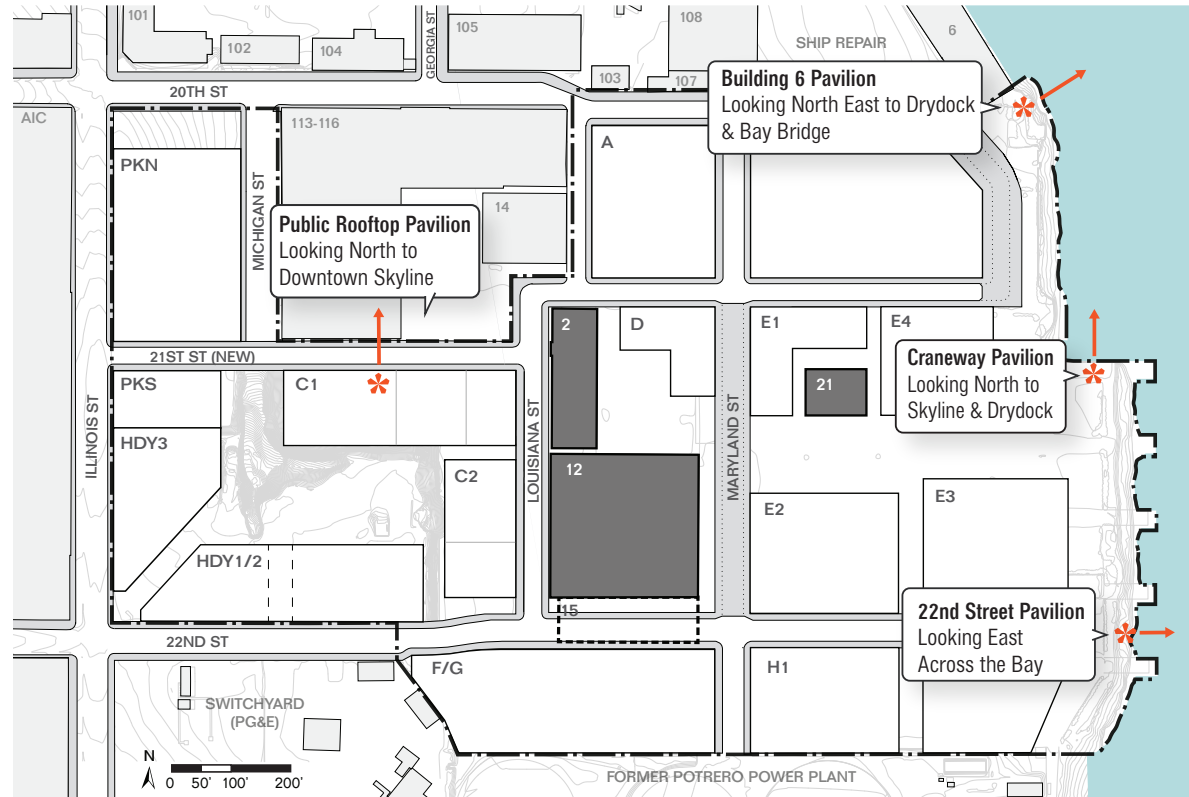 101
102
104
GEORGIA ST
105
108
103
107
SHIP REPAIR
6
20TH ST
AIC
113-116
PKN
MICHIGAN ST
14
A
Building 6 Pavilion
Looking North East to Drydock
& Bay Bridge
Public Rooftop Pavilion
Looking North to
Downtown Skyline
2
D
E1
E4
21
21ST ST (NEW)
PKS
C1
HDY3
ILLINOIS ST
LOUISIANA ST
MARYLAND ST
Craneway Pavilion
Looking North to
Skyline & Drydock
12
C2
E2
E3
HDY1/2
15
22ND ST
22nd Street Pavilion
Looking East
Across the Bay
F/G
H1
SWITCHYARD
(PG&E)
N
0 50' 100' 200'
FORMER POTRERO POWER PLANT